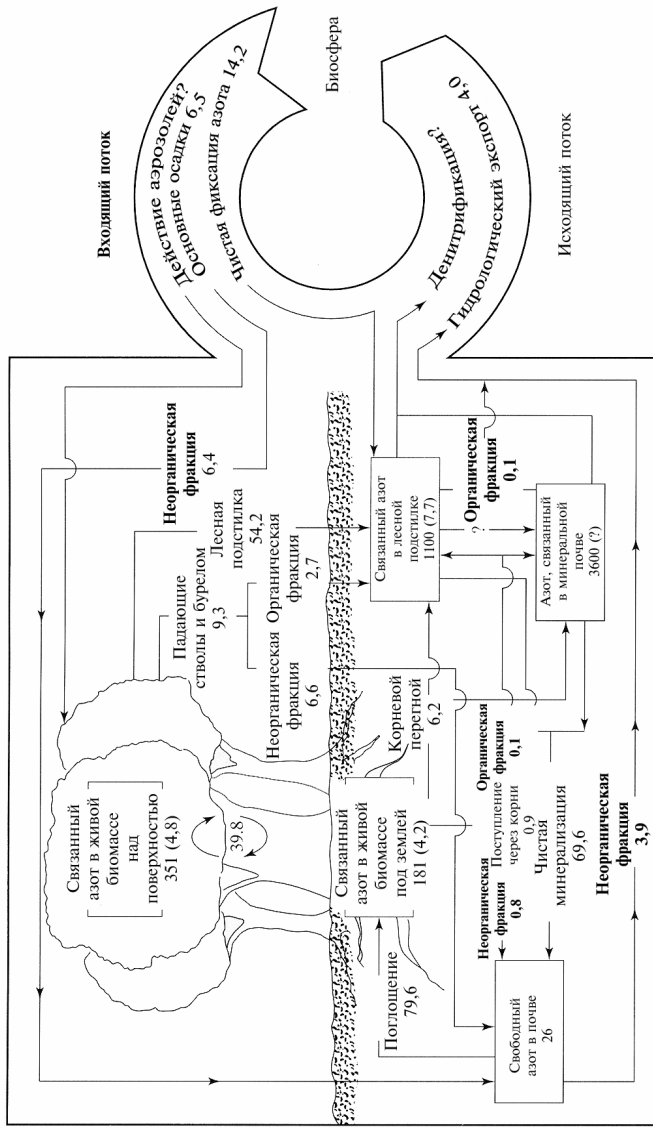 Входящий поток
Действие аэрозолей?
Основные осадки 6,5
Чистая фиксация азота 14,2
Биосфера
Денитрификация?
Гидрологический экспорт 4,0
Исходящий поток
Неорганическая
фракция
6,4
Лесная
подстилка
54,2
Падающие
стволы и бурелом
9,3
Органическая
фракция
2,7
Неорганическая
фракция
6,6
Связанный
азот в живой
биомассе
над
поверхностью
351 (4,8)
39.8
Связанный азот
в лесной
подстилке
1100 (7,7)
Органическая
фракция
0,1
?
Азот, связанный
в минеральной
почве
3600 (?)
Корневой
перегной
6,2
Связанный
азот в живой
биомассе
под землей
181 (4,2)
Поглощение
79,6
Органическая
фракция
0,1
Поступление
через корни
0,9
Неорганическая
фракция
0,8
Чистая
минерализация
69,6
Свободный
азот в почве
26
Неорганическая
фракция
3,9